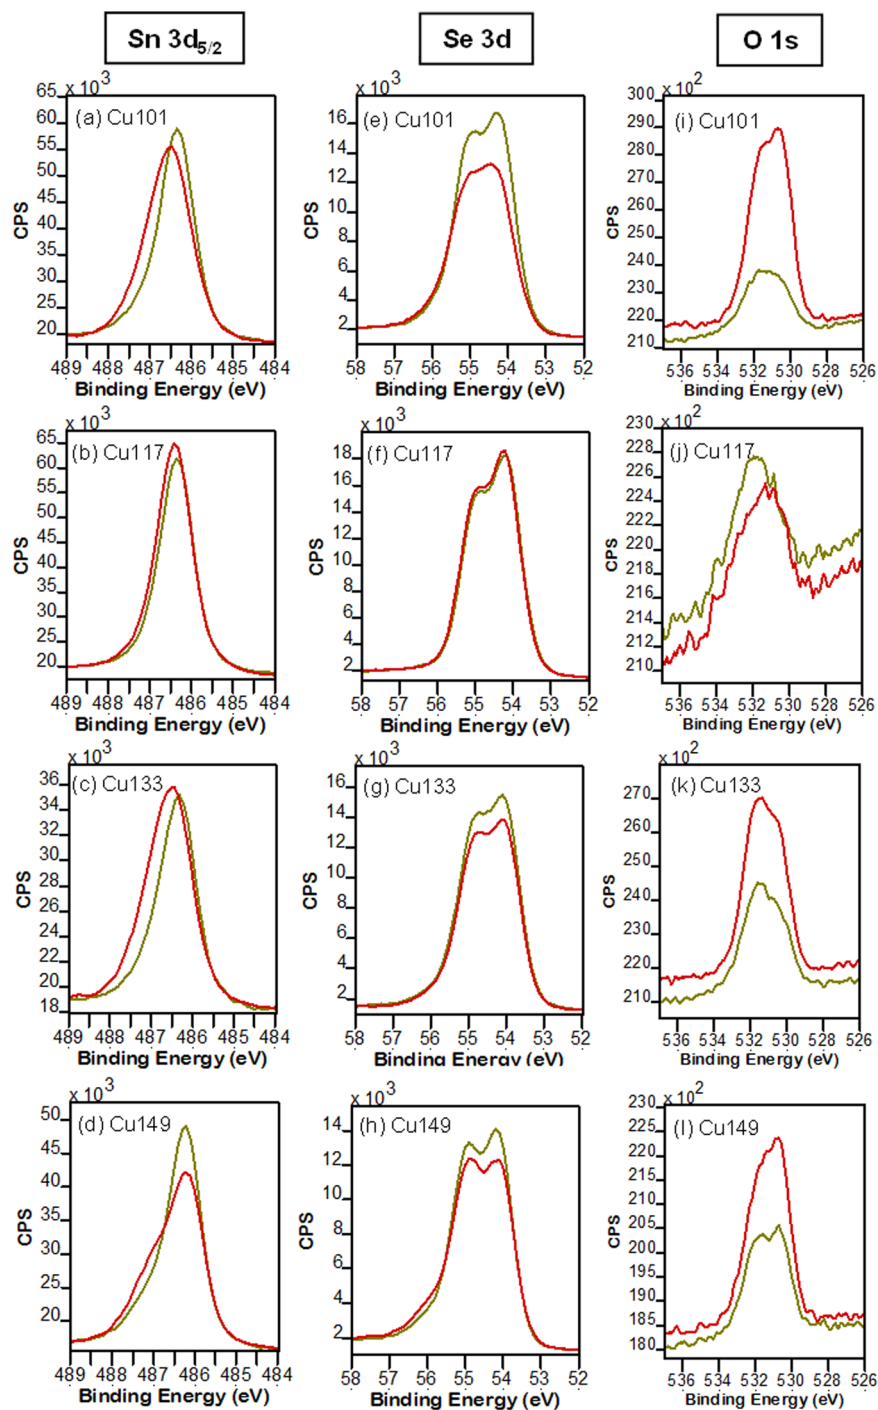 Sn 3d5/2
Se 3d
O 1s
x 10³
65
60
55
50
45
40
35
30
25
20
CPS
(a) Cu101
489 488 487 486 485 484
Binding Energy (eV)
x 10³
16
14
12
10
8
6
4
2
CPS
(e) Cu101
58 57 56 55 54 53 52
Binding Energy (eV)
x 10²
300
290
280
270
260
250
240
230
220
210
CPS
(i) Cu101
536 534 532 530 528 526
Binding Energy (eV)
x 10³
65
60
55
50
45
40
35
30
25
20
CPS
(b) Cu117
489 488 487 486 485 484
Binding Energy (eV)
x 10³
18
16
14
12
10
8
6
4
2
CPS
(f) Cu117
58 57 56 55 54 53 52
Binding Energy (eV)
x 10²
230
228
226
224
222
220
218
216
214
212
210
CPS
(j) Cu117
536 534 532 530 528 526
Binding Energy (eV)
x 10³
36
34
32
30
28
26
24
22
20
18
CPS
(c) Cu133
489 488 487 486 485 484
Binding Energy (eV)
x 10³
16
14
12
10
8
6
4
2
CPS
(g) Cu133
58 57 56 55 54 53 52
Binding Energy (eV)
x 10²
270
260
250
240
230
220
210
CPS
(k) Cu133
536 534 532 530 528 526
Binding Energy (eV)
x 10³
50
45
40
35
30
25
20
CPS
(d) Cu149
489 488 487 486 485 484
Binding Energy (eV)
x 10³
14
12
10
8
6
4
2
CPS
(h) Cu149
58 57 56 55 54 53 52
Binding Energy (eV)
x 10²
230
225
220
215
210
205
200
195
190
185
180
CPS
(l) Cu149
536 534 532 530 528 526
Binding Energy (eV)